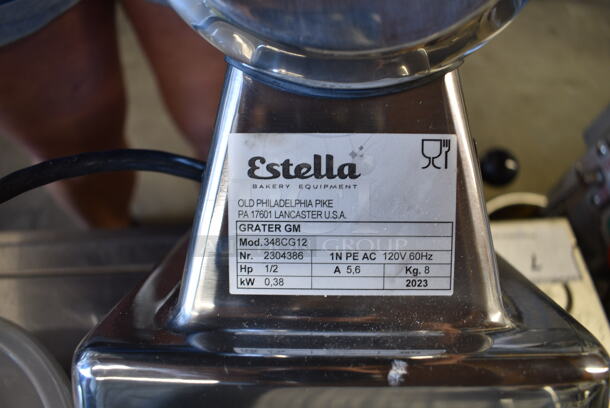 Estella
BAKERY EQUIPMENT
OLD PHILADELPHIA PIKE
PA 17601 LANCASTER U.S.A.
GRATER GM
Mod. 348CG12
GROUP
Nr. 2304386 1N PE AC 120V 60Hz
Hp 1/2 A 5,6 Kg. 8
kW 0,38 2023
L